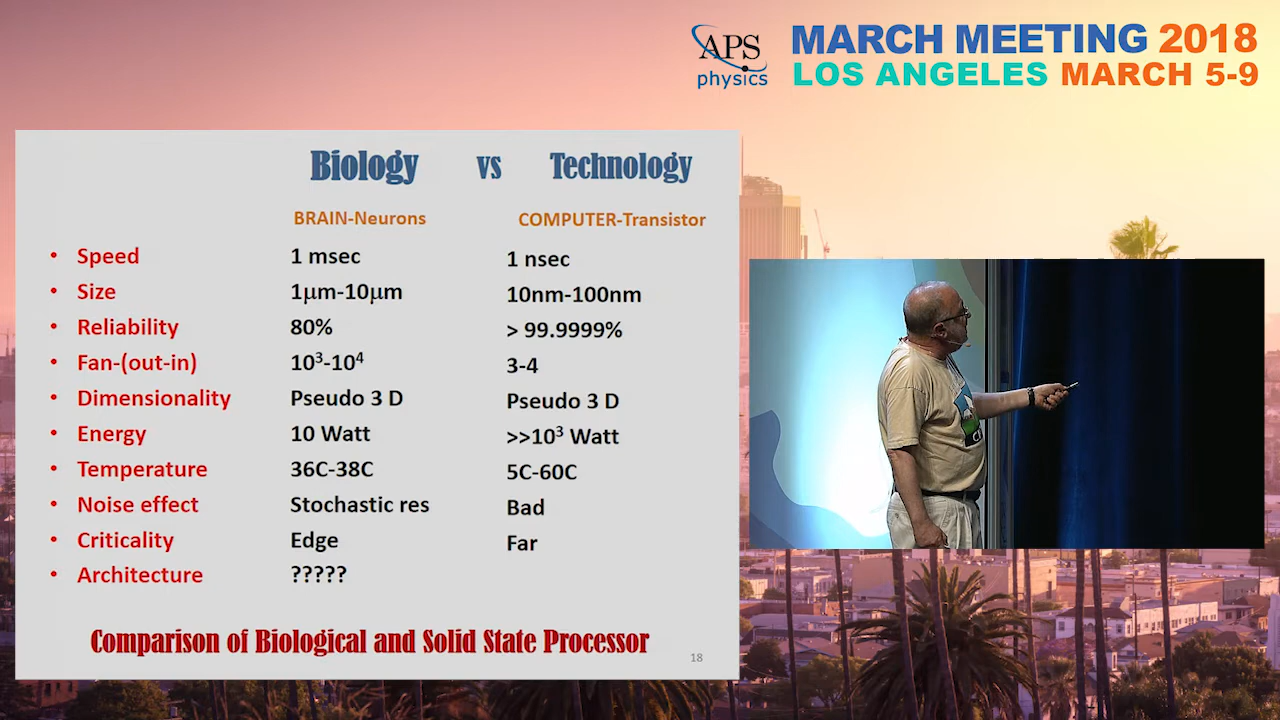 APS
physics
MARCH MEETING 2018
LOS ANGELES MARCH 5-9
Biology vs Technology
BRAIN-Neurons COMPUTER-Transistor
• Speed 1 msec 1 nsec
• Size 1μm-10μm 10nm-100nm
• Reliability 80% > 99.9999%
• Fan-(out-in) 10³-10⁴ 3-4
• Dimensionality Pseudo 3 D Pseudo 3 D
• Energy 10 Watt >>10³ Watt
• Temperature 36C-38C 5C-60C
• Noise effect Stochastic res Bad
• Criticality Edge Far
• Architecture ?????
Comparison of Biological and Solid State Processor
18